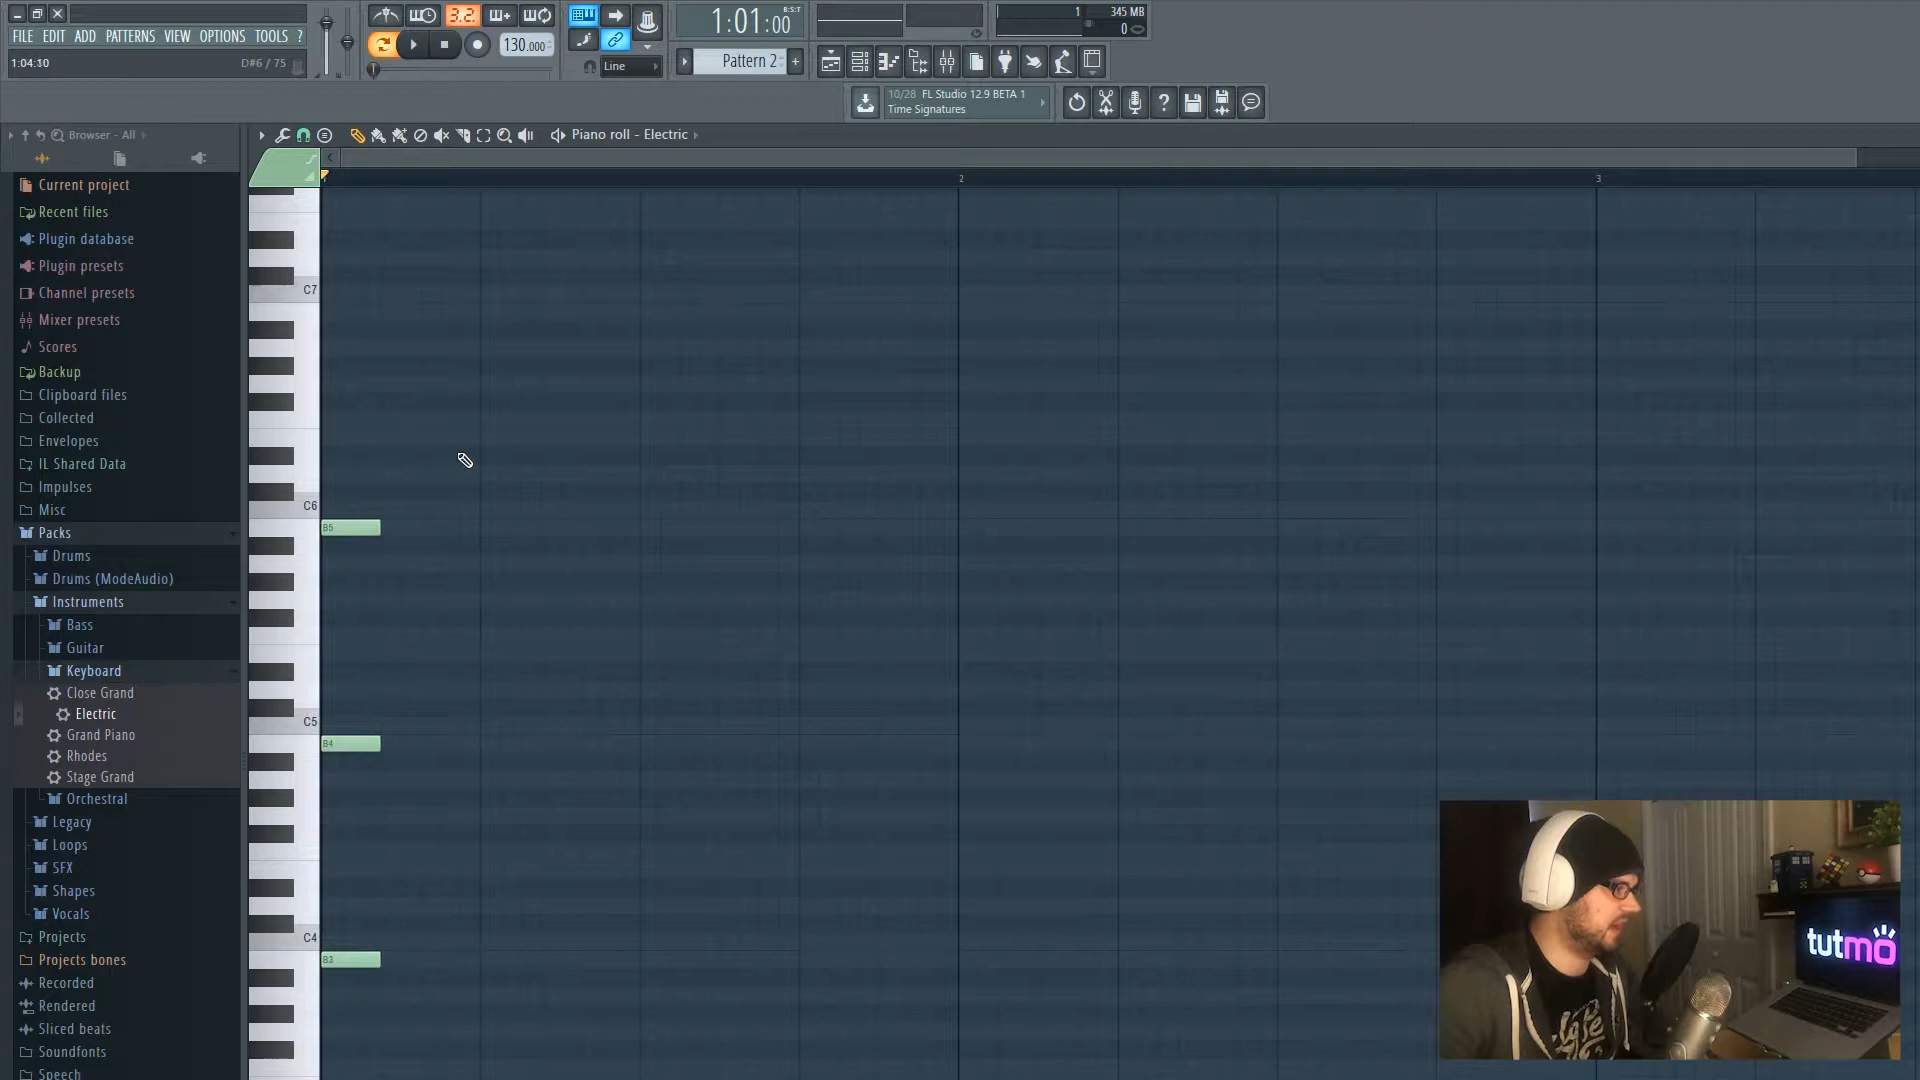 FILE EDIT ADD PATTERNS VIEW OPTIONS TOOLS ?
1:04:10 D#6 / 75
3.2.
130.000
Line
1:01:00
B:S:T
Pattern 2
+
1 345 MB
0
10/28 FL Studio 12.9 BETA 1
Time Signatures
?
Browser - All
Piano roll - Electric
Current project
Recent files
Plugin database
Plugin presets
Channel presets
Mixer presets
Scores
Backup
Clipboard files
Collected
Envelopes
IL Shared Data
Impulses
Misc
Packs
Drums
Drums (ModeAudio)
Instruments
Bass
Guitar
Keyboard
Close Grand
Electric
Grand Piano
Rhodes
Stage Grand
Orchestral
Legacy
Loops
SFX
Shapes
Vocals
Projects
Projects bones
Recorded
Rendered
Sliced beats
Soundfonts
Speech
2
3
C7
C6
B5
C5
B4
C4
B3
tutmo